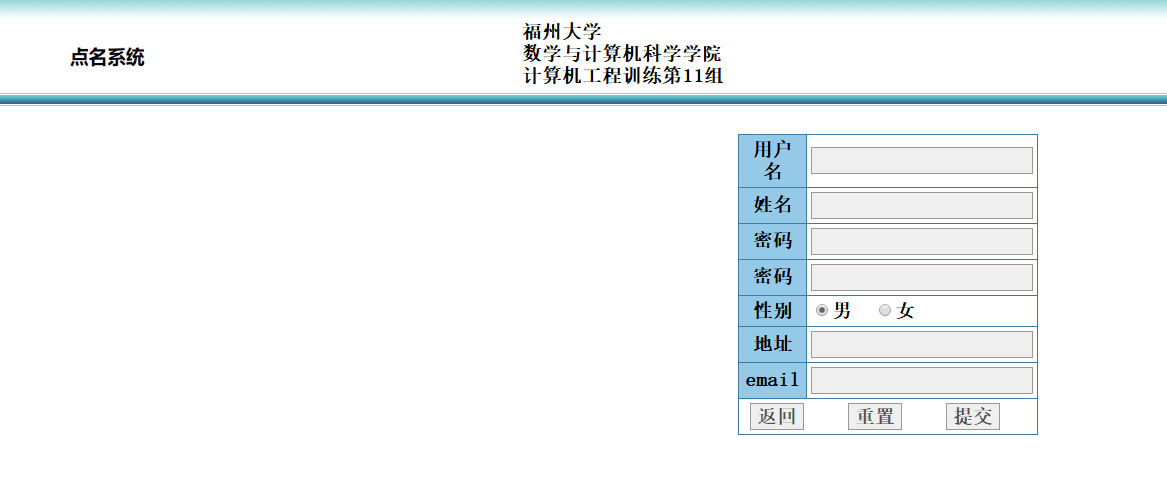 点名系统
福州大学
数学与计算机科学学院
计算机工程训练第11组
用户
名
姓名
密码
密码
性别 男 女
地址
email
返回 重置 提交